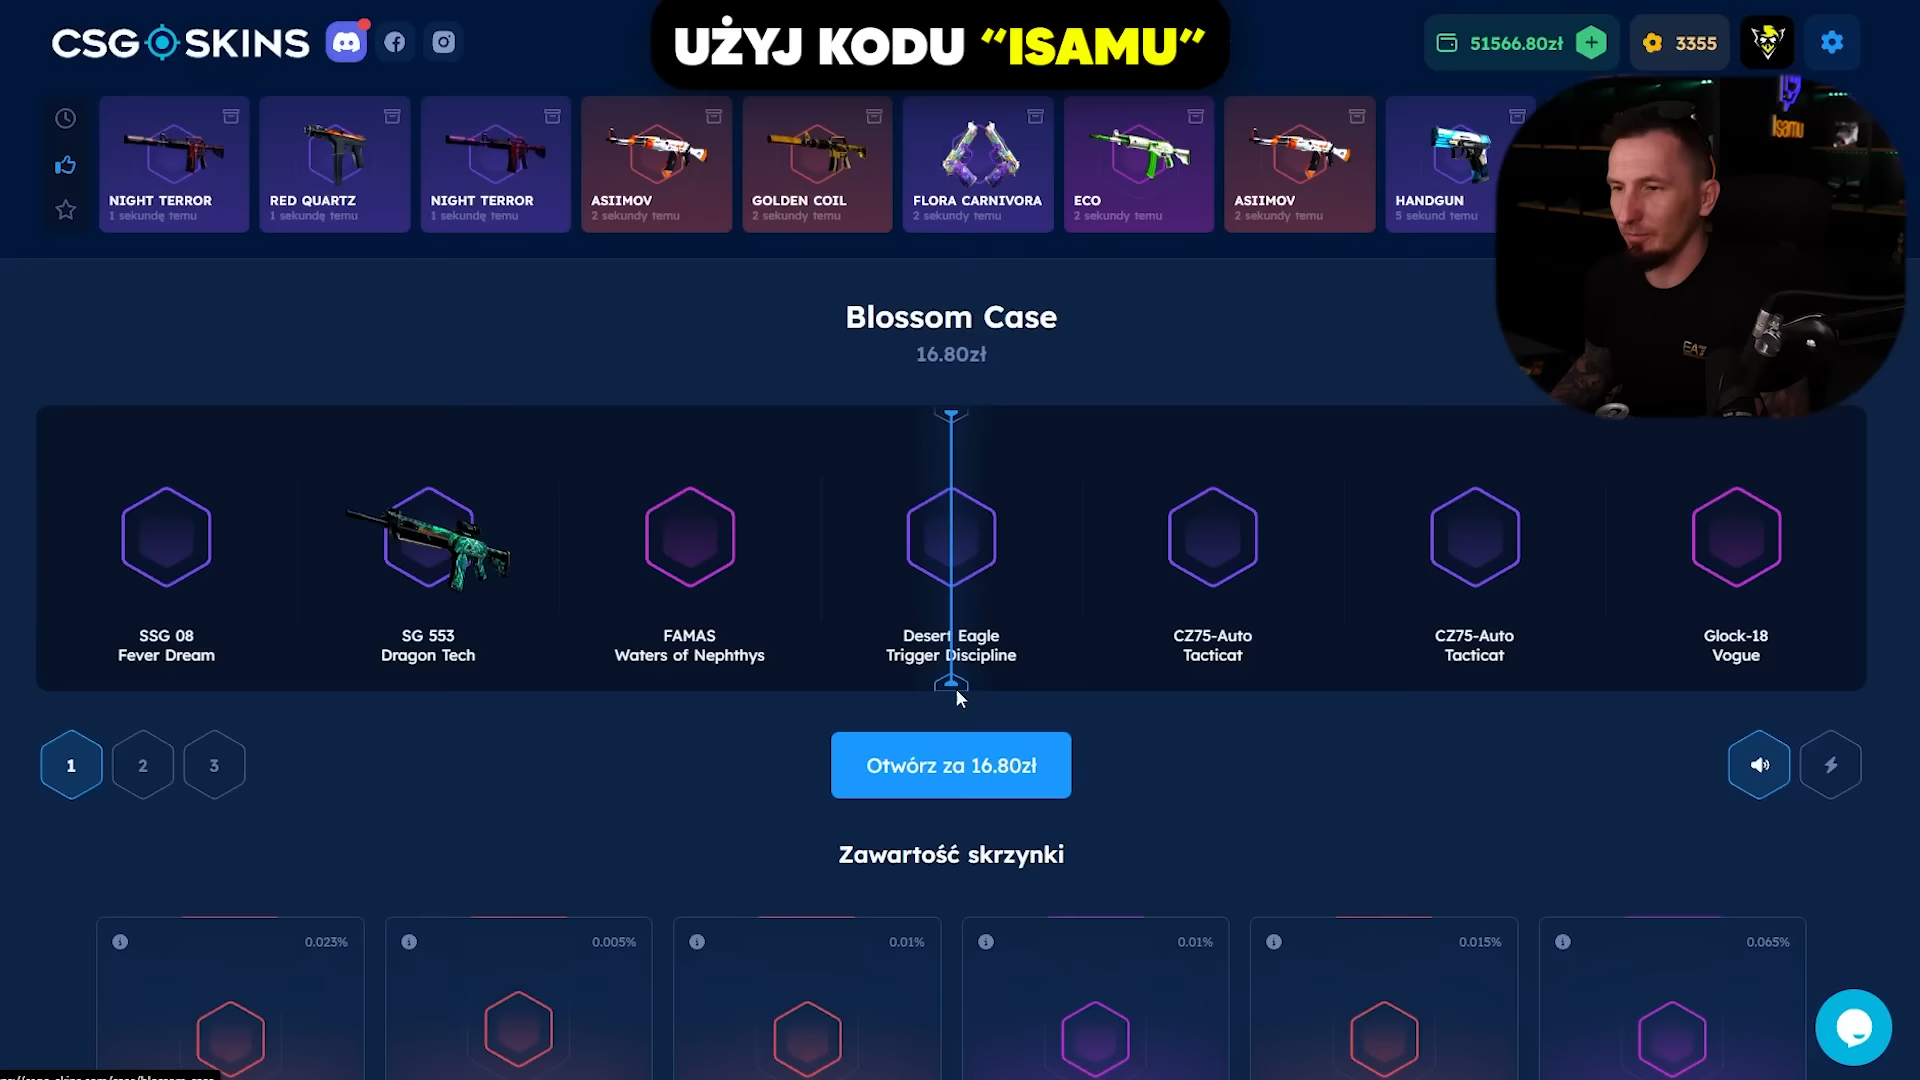 CSG SKINS
UŻYJ KODU “ISAMU”
51566.80zł
3355
NIGHT TERROR
1 sekundę temu
RED QUARTZ
1 sekundę temu
NIGHT TERROR
1 sekundę temu
ASIIMOV
2 sekundy temu
GOLDEN COIL
2 sekundy temu
FLORA CARNIVORA
2 sekundy temu
ECO
2 sekundy temu
ASIIMOV
2 sekundy temu
HANDGUN
5 sekund temu
Isamu
EA7
Blossom Case
16.80zł
SSG 08
Fever Dream
SG 553
Dragon Tech
FAMAS
Waters of Nephthys
Desert Eagle
Trigger Discipline
CZ75-Auto
Tacticat
CZ75-Auto
Tacticat
Glock-18
Vogue
1
2
3
Otwórz za 16.80zł
Zawartość skrzynki
0.023%
0.005%
0.01%
0.01%
0.015%
0.065%